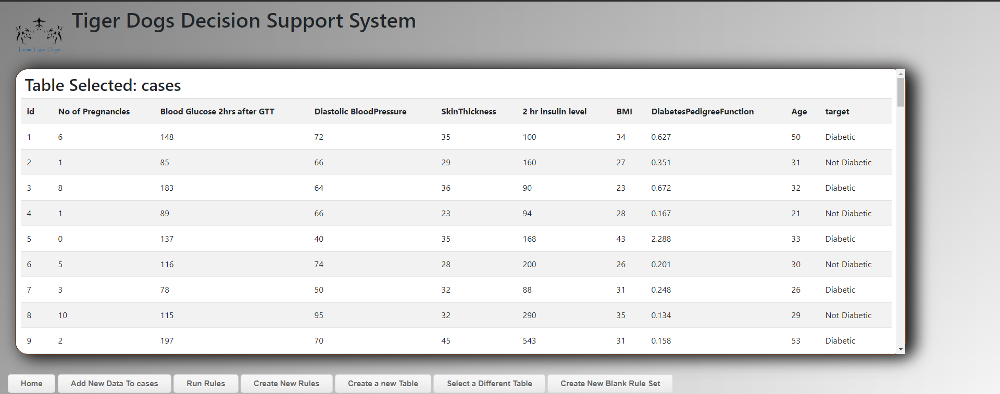 Tiger Dogs Decision Support System
Team Tiger Dogs
Table Selected: cases
id No of Pregnancies Blood Glucose 2hrs after GTT Diastolic BloodPressure SkinThickness 2 hr insulin level BMI DiabetesPedigreeFunction Age target
1 6 148 72 35 100 34 0.627 50 Diabetic
2 1 85 66 29 160 27 0.351 31 Not Diabetic
3 8 183 64 36 90 23 0.672 32 Diabetic
4 1 89 66 23 94 28 0.167 21 Not Diabetic
5 0 137 40 35 168 43 2.288 33 Diabetic
6 5 116 74 28 200 26 0.201 30 Not Diabetic
7 3 78 50 32 88 31 0.248 26 Diabetic
8 10 115 95 32 290 35 0.134 29 Not Diabetic
9 2 197 70 45 543 31 0.158 53 Diabetic
Home Add New Data To cases Run Rules Create New Rules Create a new Table Select a Different Table Create New Blank Rule Set